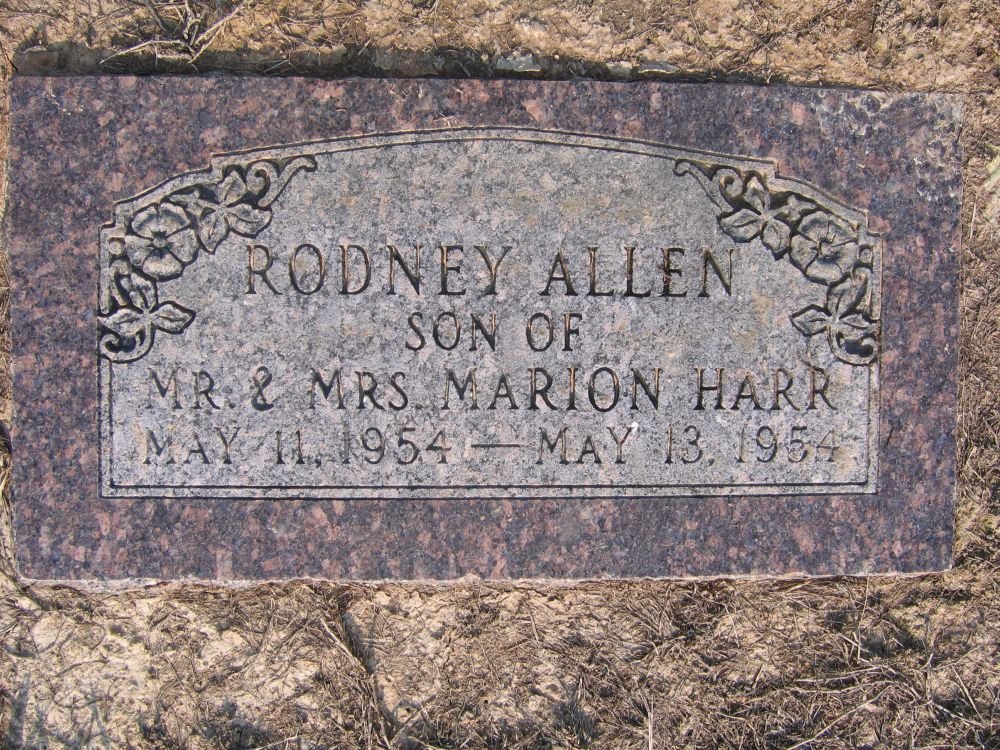 RODNEY ALLEN
SON OF
MR. & MRS. MARION HARR
MAY 11, 1954 — MAY 13, 1954